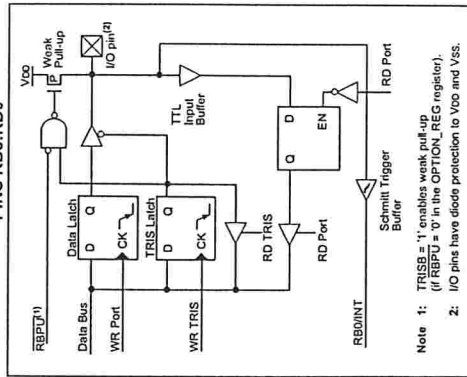 VDD
Weak
Pull-up
P
I/O pin(2)
RBPU(1)
Data Latch
Data Bus
D Q
WR Port
CK
TRIS Latch
D Q
WR TRIS
CK
TTL
Input
Buffer
RD TRIS
Q D
RD Port
EN
RD Port
RB0/INT
Schmitt Trigger
Buffer
Note 1: TRISB = '1' enables weak pull-up
(if RBPU = '0' in the OPTION_REG register).
2: I/O pins have diode protection to VDD and VSS.